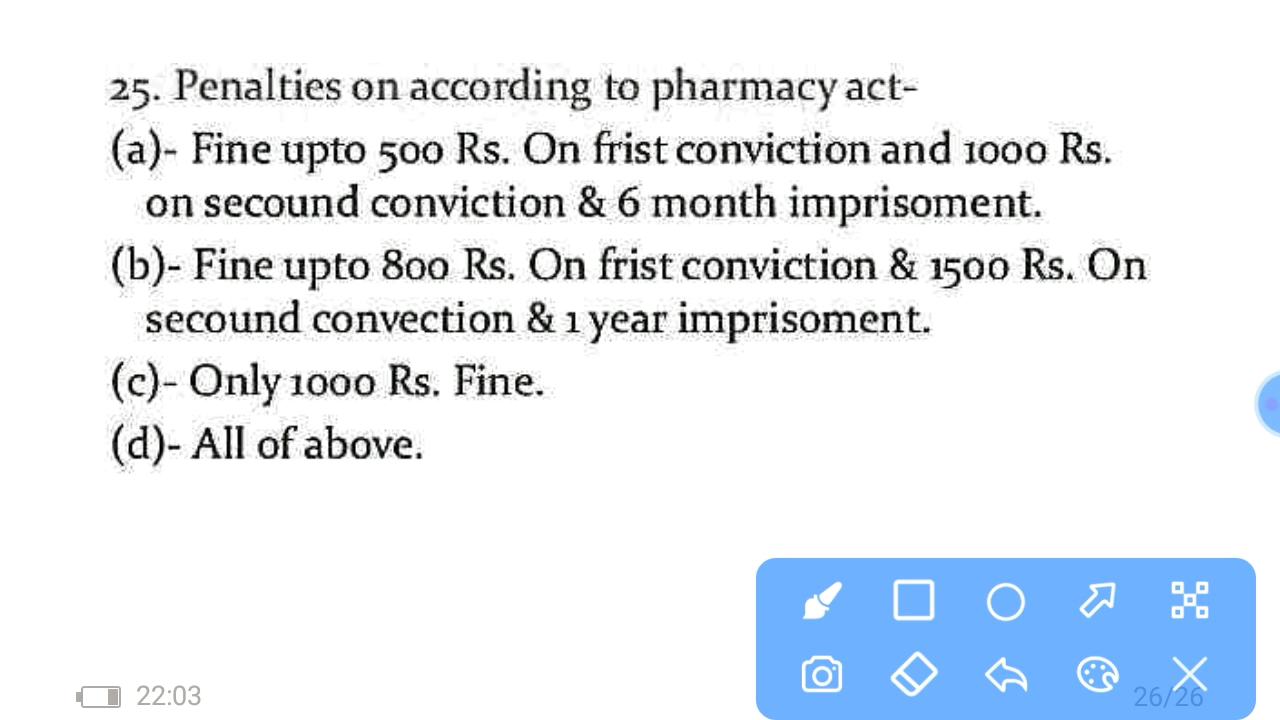 25. Penalties on according to pharmacy act-
(a)- Fine upto 500 Rs. On frist conviction and 1000 Rs.
on secound conviction & 6 month imprisoment.
(b)- Fine upto 800 Rs. On frist conviction & 1500 Rs. On
secound convection & 1 year imprisoment.
(c)- Only 1000 Rs. Fine.
(d)- All of above.
22:03
26/26